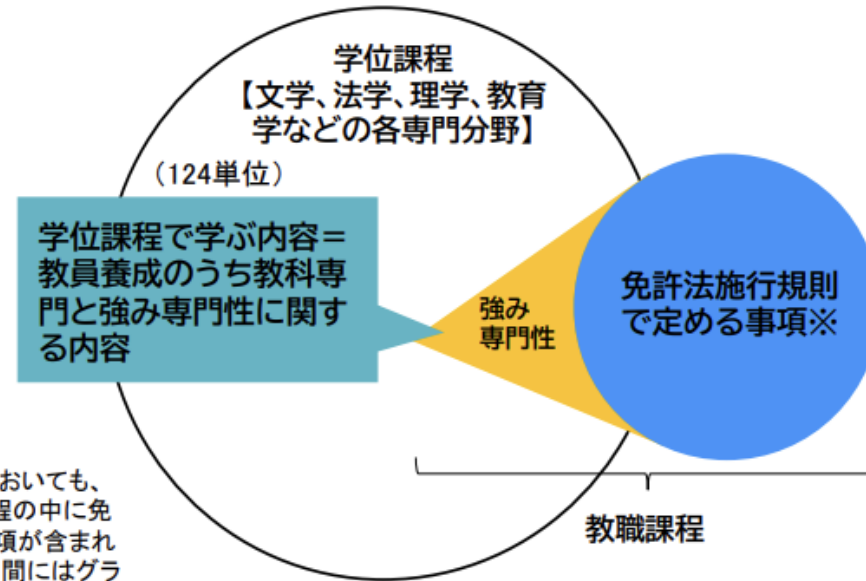 学位課程
【文学、法学、理学、教育
学などの各専門分野】
（124単位）
学位課程で学ぶ内容＝
教員養成のうち教科専
門と強み専門性に関す
る内容
強み
専門性
免許法施行規則
で定める事項※
教職課程
おいても、
程の中に免
項が含まれ
間にはグラ